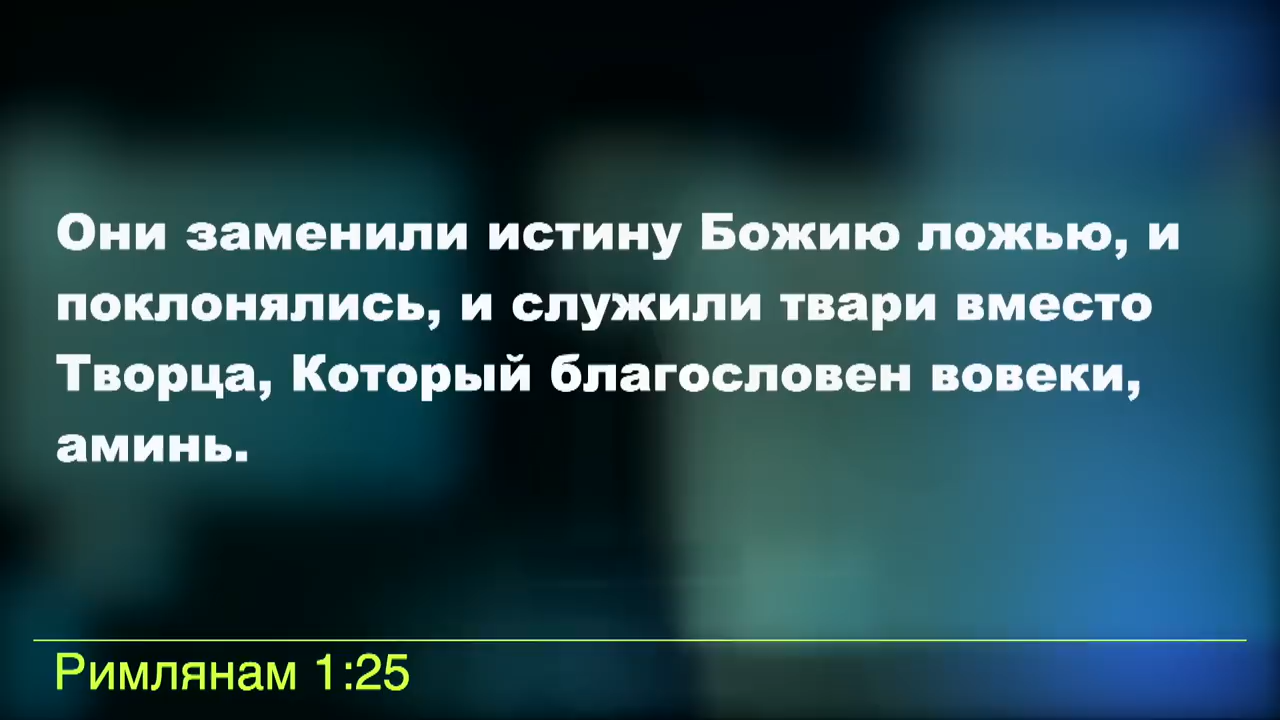 Они заменили истину Божию ложью, и
поклонялись, и служили твари вместо
Творца, Который благословен вовеки,
аминь.
Римлянам 1:25